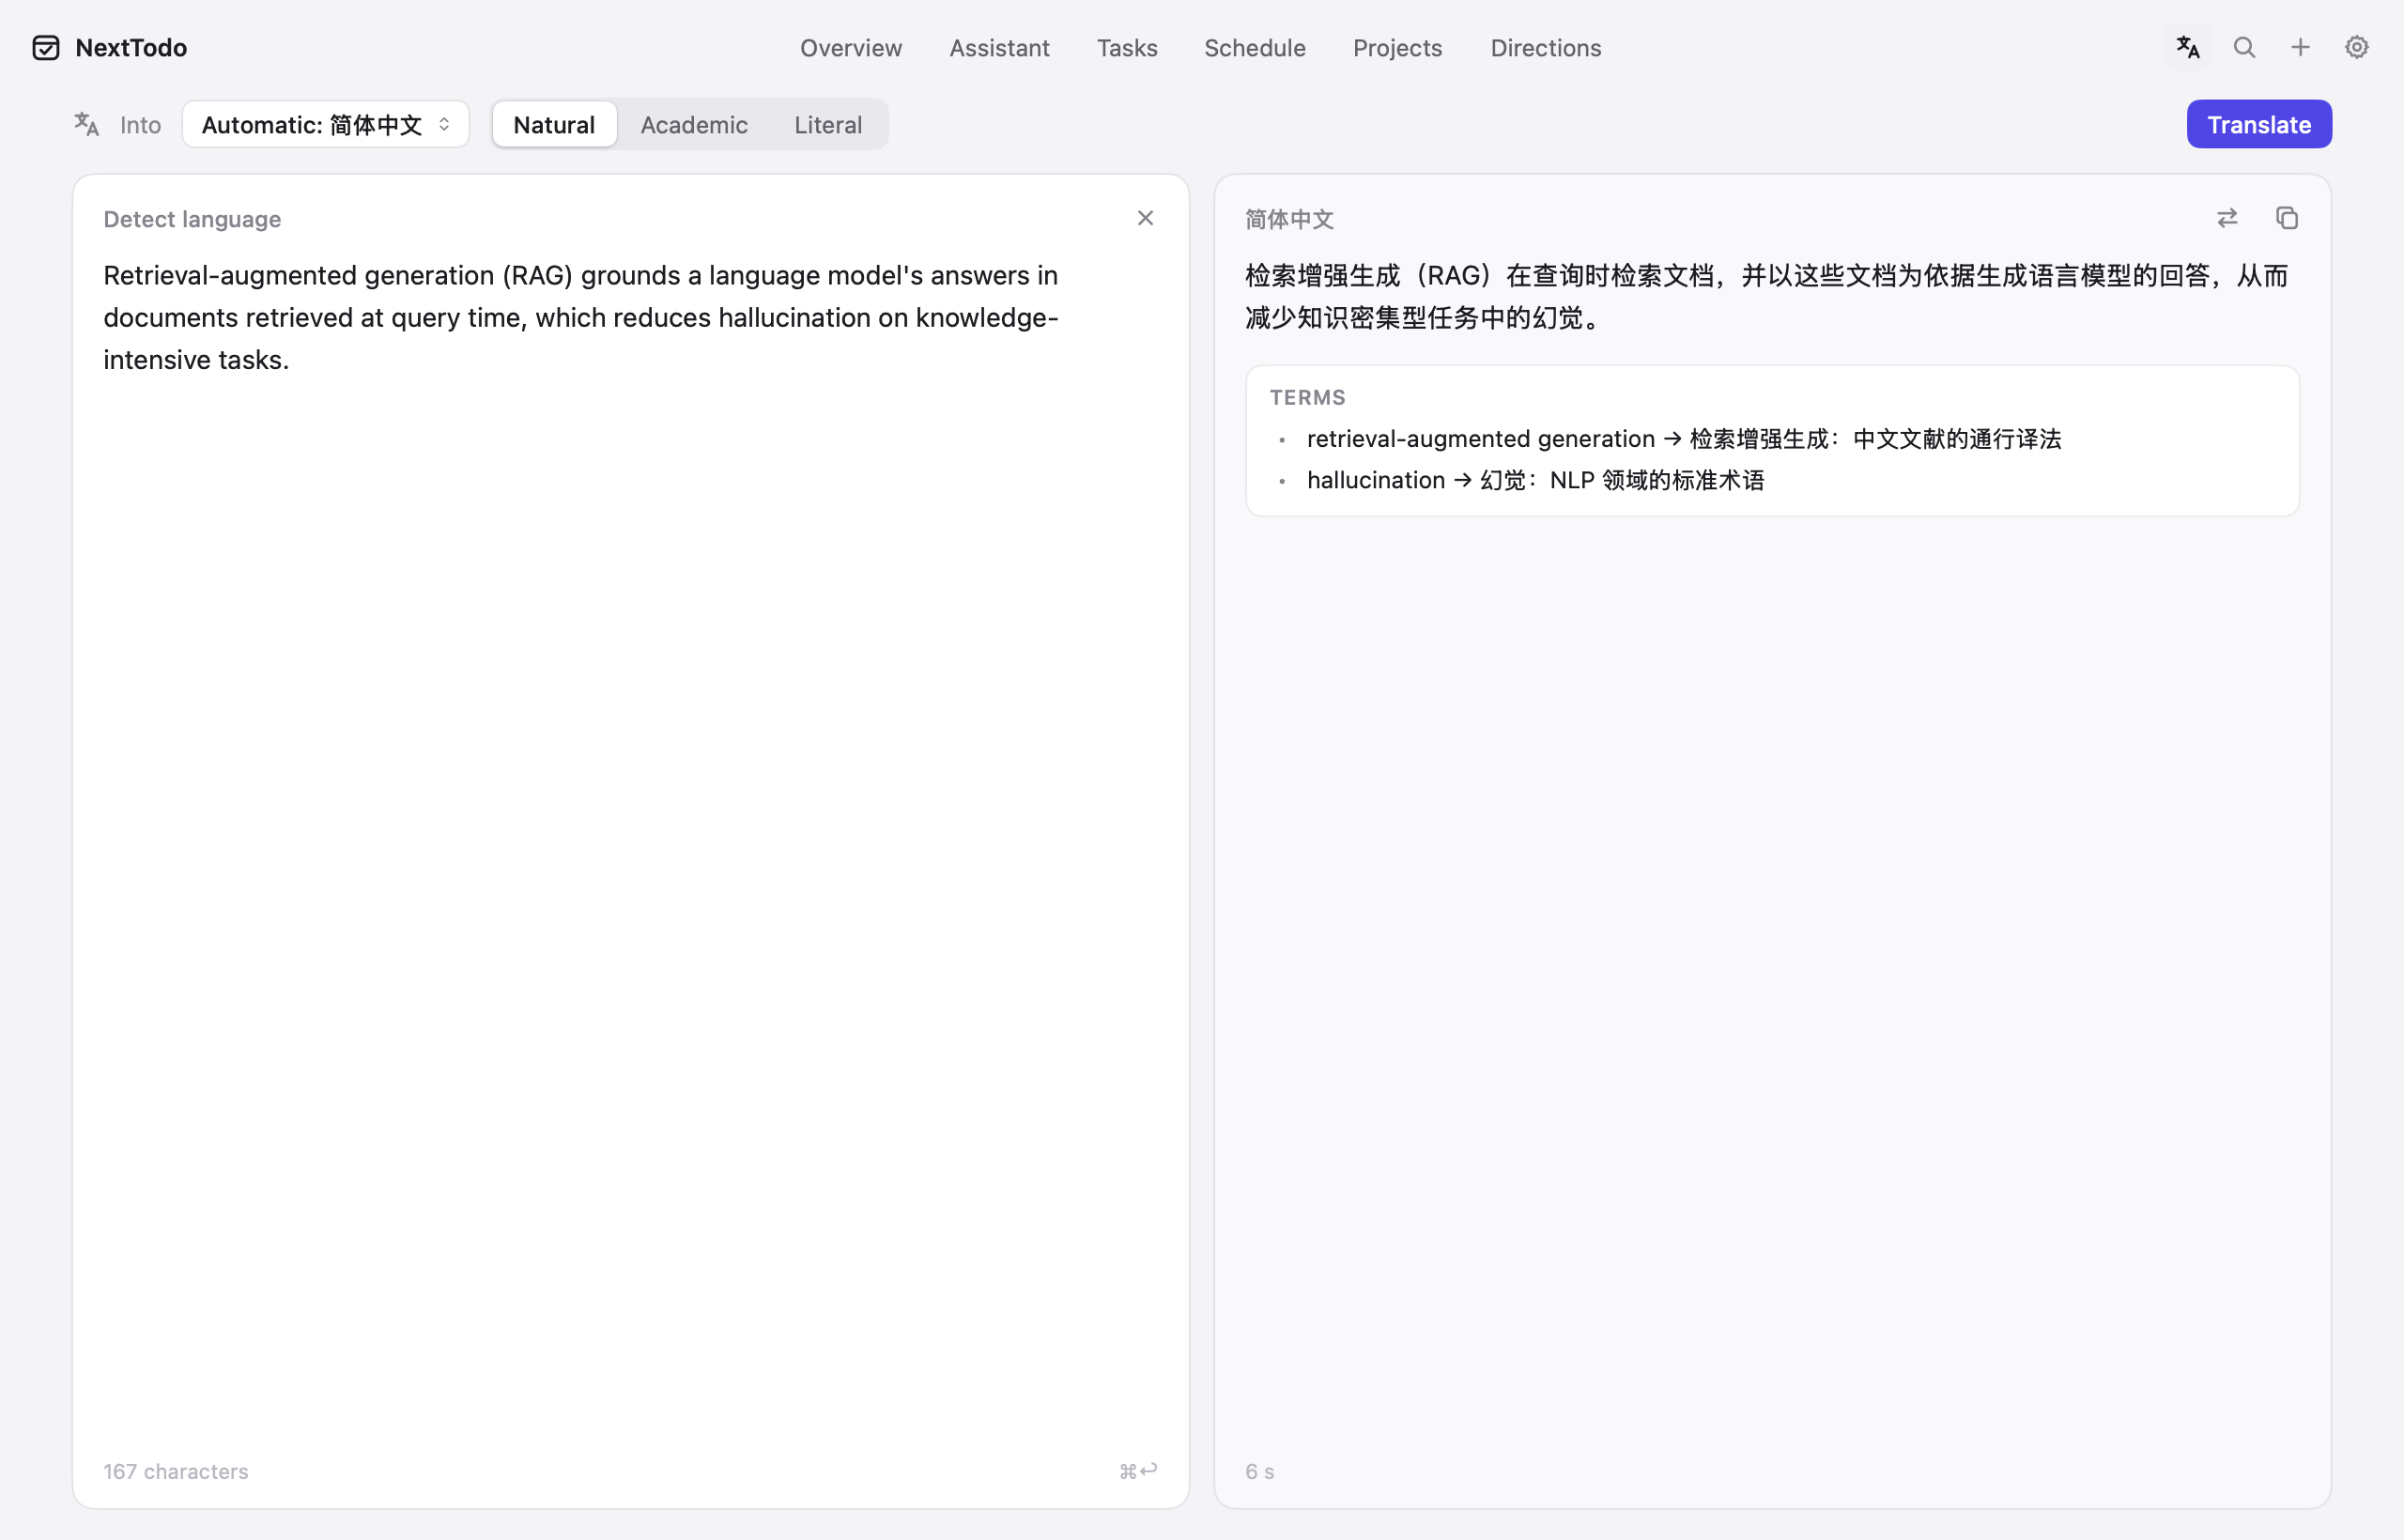 NextTodo
Overview
Assistant
Tasks
Schedule
Projects
Directions
Into
Automatic: 简体中文
Natural
Academic
Literal
Translate
Detect language
Retrieval-augmented generation (RAG) grounds a language model's answers in
documents retrieved at query time, which reduces hallucination on knowledge-
intensive tasks.
167 characters
⌘↩
简体中文
检索增强生成（RAG）在查询时检索文档，并以这些文档为依据生成语言模型的回答，从而
减少知识密集型任务中的幻觉。
TERMS
• retrieval-augmented generation → 检索增强生成：中文文献的通行译法
• hallucination → 幻觉：NLP 领域的标准术语
6 s